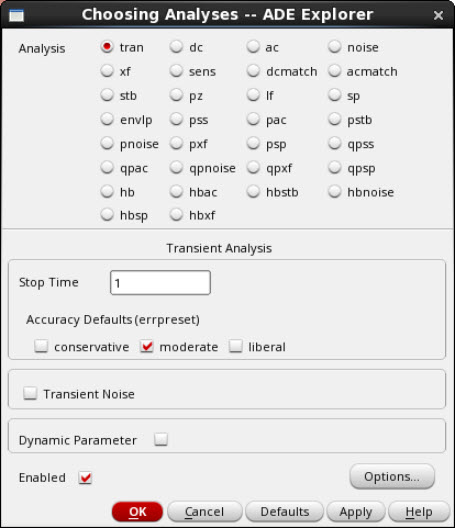 Choosing Analyses -- ADE Explorer
Analysis tran dc ac noise
xf sens dcmatch acmatch
stb pz lf sp
envlp pss pac pstb
pnoise pxf psp qpss
qpac qpnoise qpxf qpsp
hb hbac hbstb hbnoise
hbsp hbxf
Transient Analysis
Stop Time 1
Accuracy Defaults (errpreset)
conservative moderate liberal
Transient Noise
Dynamic Parameter
Enabled Options...
OK Cancel Defaults Apply Help